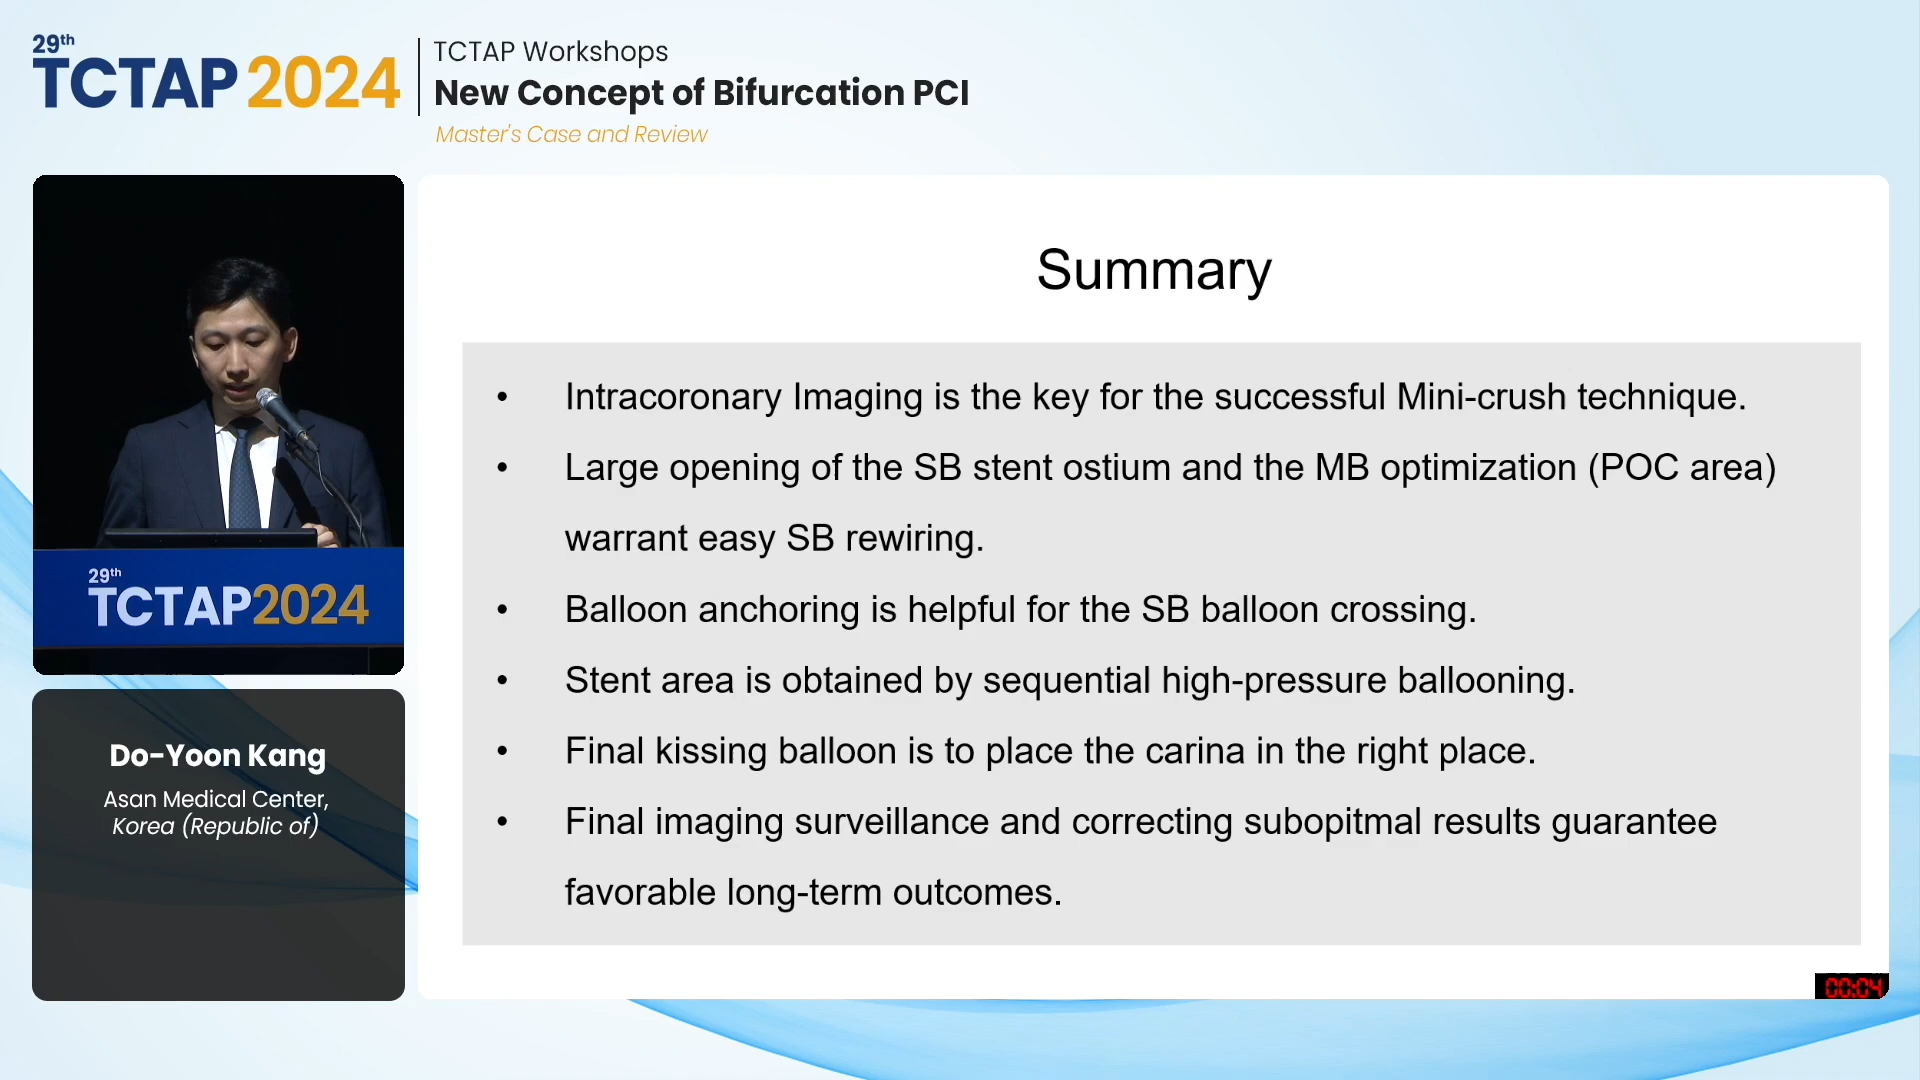 29th
TCTAP 2024
TCTAP Workshops
New Concept of Bifurcation PCI
Master's Case and Review
29th
TCTAP2024
Do-Yoon Kang
Asan Medical Center,
Korea (Republic of)
Summary
• Intracoronary Imaging is the key for the successful Mini-crush technique.
• Large opening of the SB stent ostium and the MB optimization (POC area)
warrant easy SB rewiring.
• Balloon anchoring is helpful for the SB balloon crossing.
• Stent area is obtained by sequential high-pressure ballooning.
• Final kissing balloon is to place the carina in the right place.
• Final imaging surveillance and correcting subopitmal results guarantee
favorable long-term outcomes.
00:04